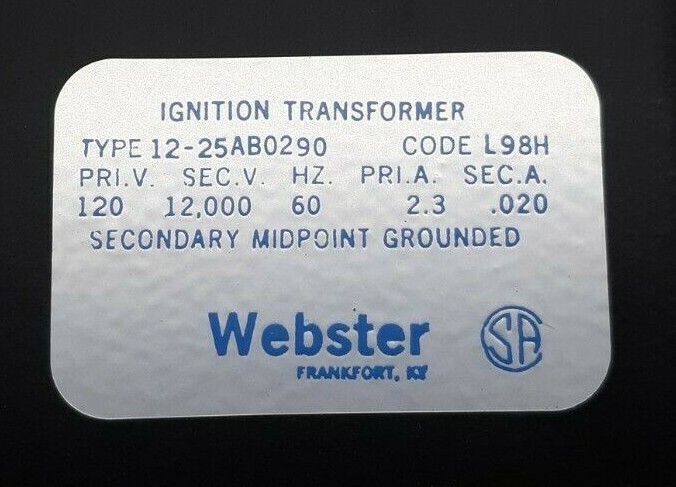 IGNITION TRANSFORMER
TYPE 12-25AB0290 CODE L98H
PRI.V. SEC.V. HZ. PRI.A. SEC.A.
120 12,000 60 2.3 .020
SECONDARY MIDPOINT GROUNDED
Webster
FRANKFORT, KY
CSA